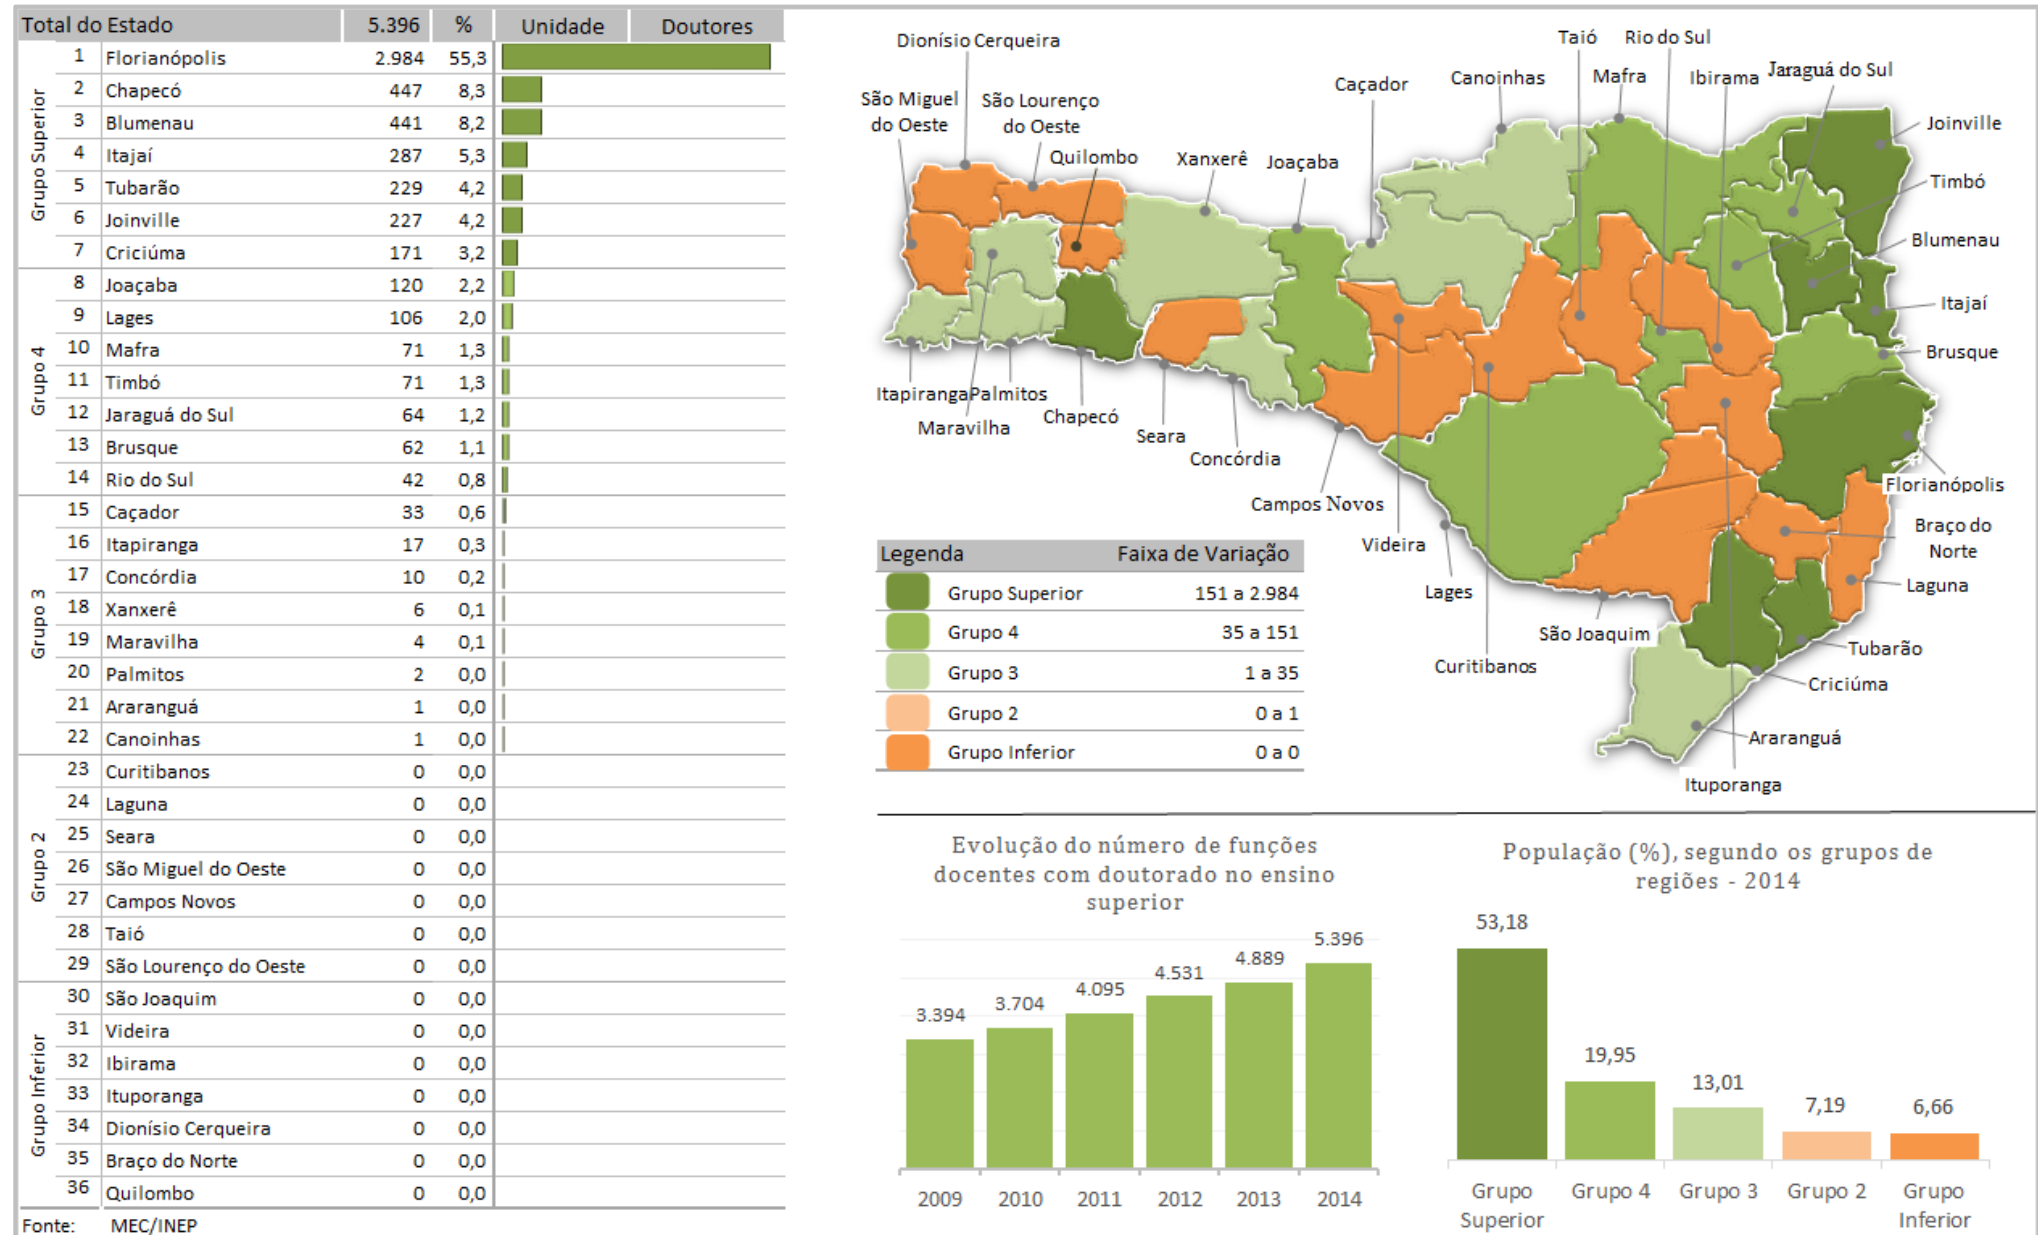 Total do Estado 5.396 % Unidade Doutores
Grupo Superior
1 Florianópolis 2.984 55,3
2 Chapecó 447 8,3
3 Blumenau 441 8,2
4 Itajaí 287 5,3
5 Tubarão 229 4,2
6 Joinville 227 4,2
7 Criciúma 171 3,2
Grupo 4
8 Joaçaba 120 2,2
9 Lages 106 2,0
10 Mafra 71 1,3
11 Timbó 71 1,3
12 Jaraguá do Sul 64 1,2
13 Brusque 62 1,1
14 Rio do Sul 42 0,8
Grupo 3
15 Caçador 33 0,6
16 Itapiranga 17 0,3
17 Concórdia 10 0,2
18 Xanxerê 6 0,1
19 Maravilha 4 0,1
20 Palmitos 2 0,0
21 Araranguá 1 0,0
22 Canoinhas 1 0,0
Grupo 2
23 Curitibanos 0 0,0
24 Laguna 0 0,0
25 Seara 0 0,0
26 São Miguel do Oeste 0 0,0
27 Campos Novos 0 0,0
28 Taió 0 0,0
29 São Lourenço do Oeste 0 0,0
Grupo Inferior
30 São Joaquim 0 0,0
31 Videira 0 0,0
32 Ibirama 0 0,0
33 Ituporanga 0 0,0
34 Dionísio Cerqueira 0 0,0
35 Braço do Norte 0 0,0
36 Quilombo 0 0,0
Fonte: MEC/INEP
Dionísio Cerqueira
Taió
Rio do Sul
São Miguel
do Oeste
São Lourenço
do Oeste
Quilombo
Xanxerê
Joaçaba
Caçador
Canoinhas
Mafra
Ibirama
Jaraguá do Sul
Joinville
Timbó
Blumenau
Itajaí
Brusque
Florianópolis
Braço do
Norte
Laguna
Tubarão
Criciúma
Araranguá
Ituporanga
São Joaquim
Curitibanos
Lages
Videira
Campos Novos
Concórdia
Seara
Chapecó
Maravilha
Palmitos
Itapiranga
Legenda Faixa de Variação
Grupo Superior 151 a 2.984
Grupo 4 35 a 151
Grupo 3 1 a 35
Grupo 2 0 a 1
Grupo Inferior 0 a 0
Evolução do número de funções
docentes com doutorado no ensino
superior
3.394 3.704 4.095 4.531 4.889 5.396
2009 2010 2011 2012 2013 2014
População (%), segundo os grupos de
regiões - 2014
53,18 19,95 13,01 7,19 6,66
Grupo Superior
Grupo 4
Grupo 3
Grupo 2
Grupo Inferior